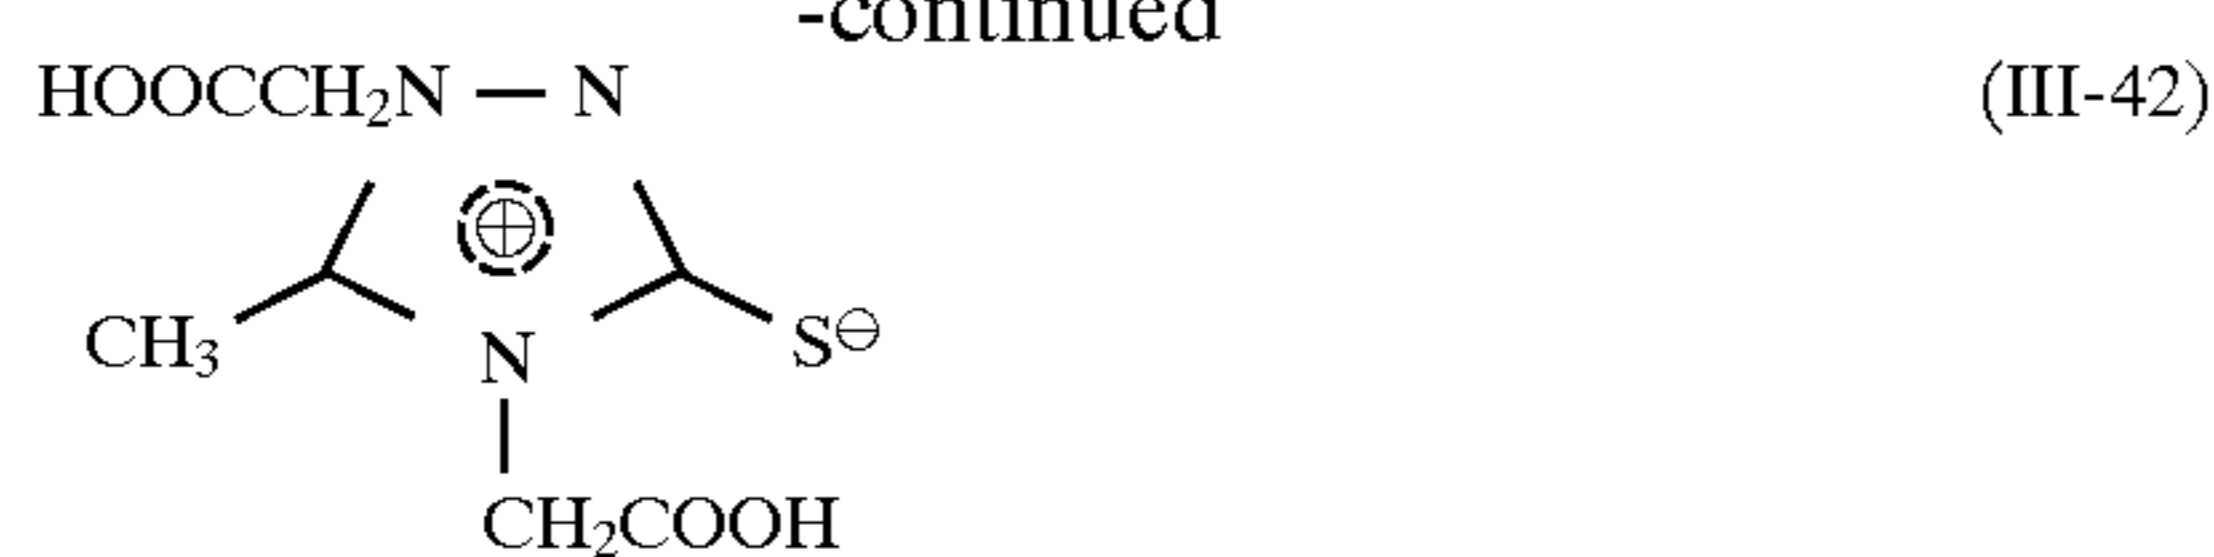 -continued
HOOCCH₂N — N (III-42)
⊕
CH₃ N S⊖
CH₂COOH